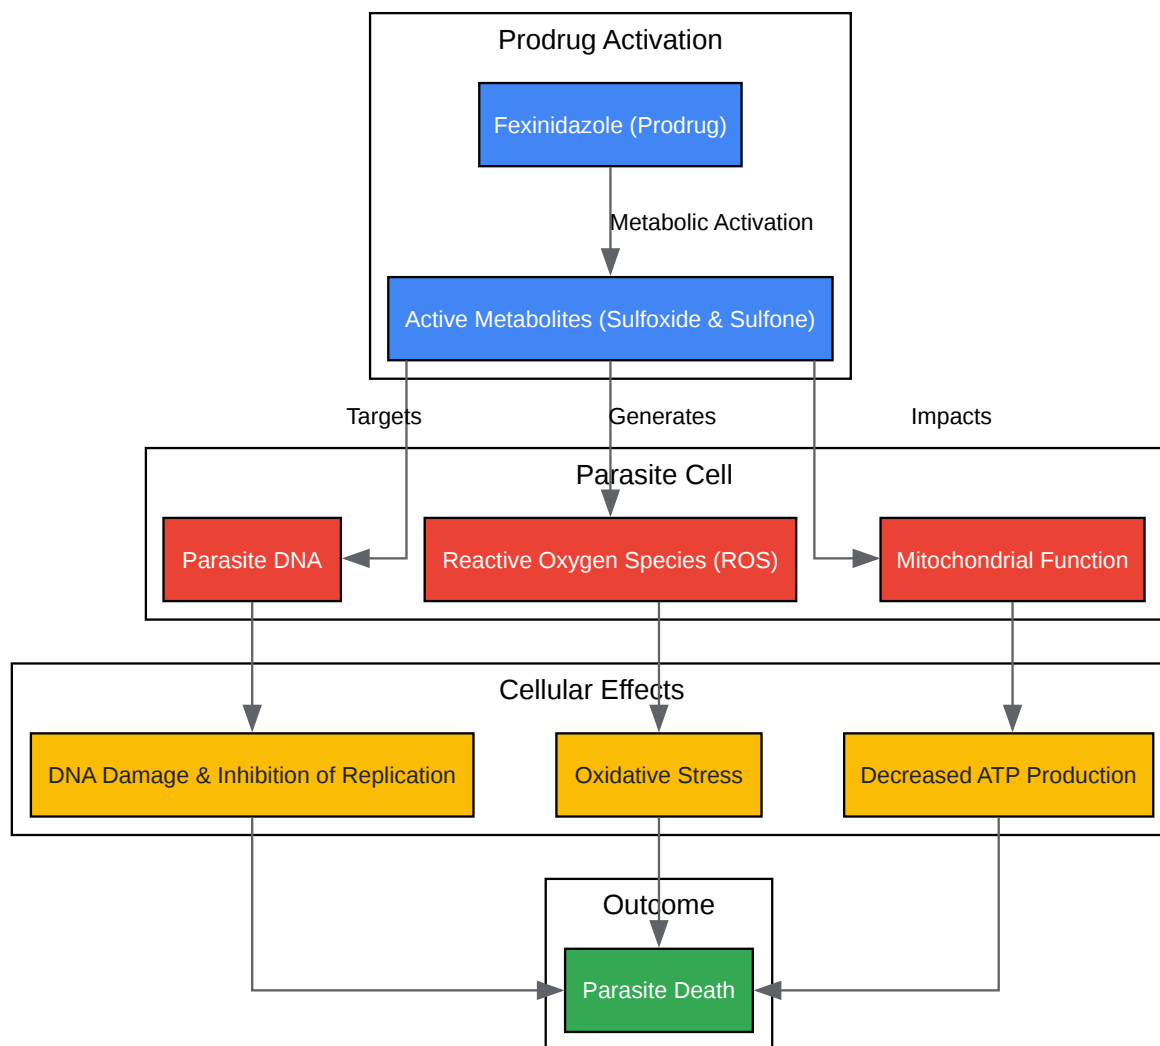 Prodrug Activation
Fexinidazole (Prodrug)
Metabolic Activation
Active Metabolites (Sulfoxide & Sulfone)
Targets
Generates
Impacts
Parasite Cell
Parasite DNA
Reactive Oxygen Species (ROS)
Mitochondrial Function
Cellular Effects
DNA Damage & Inhibition of Replication
Oxidative Stress
Decreased ATP Production
Outcome
Parasite Death